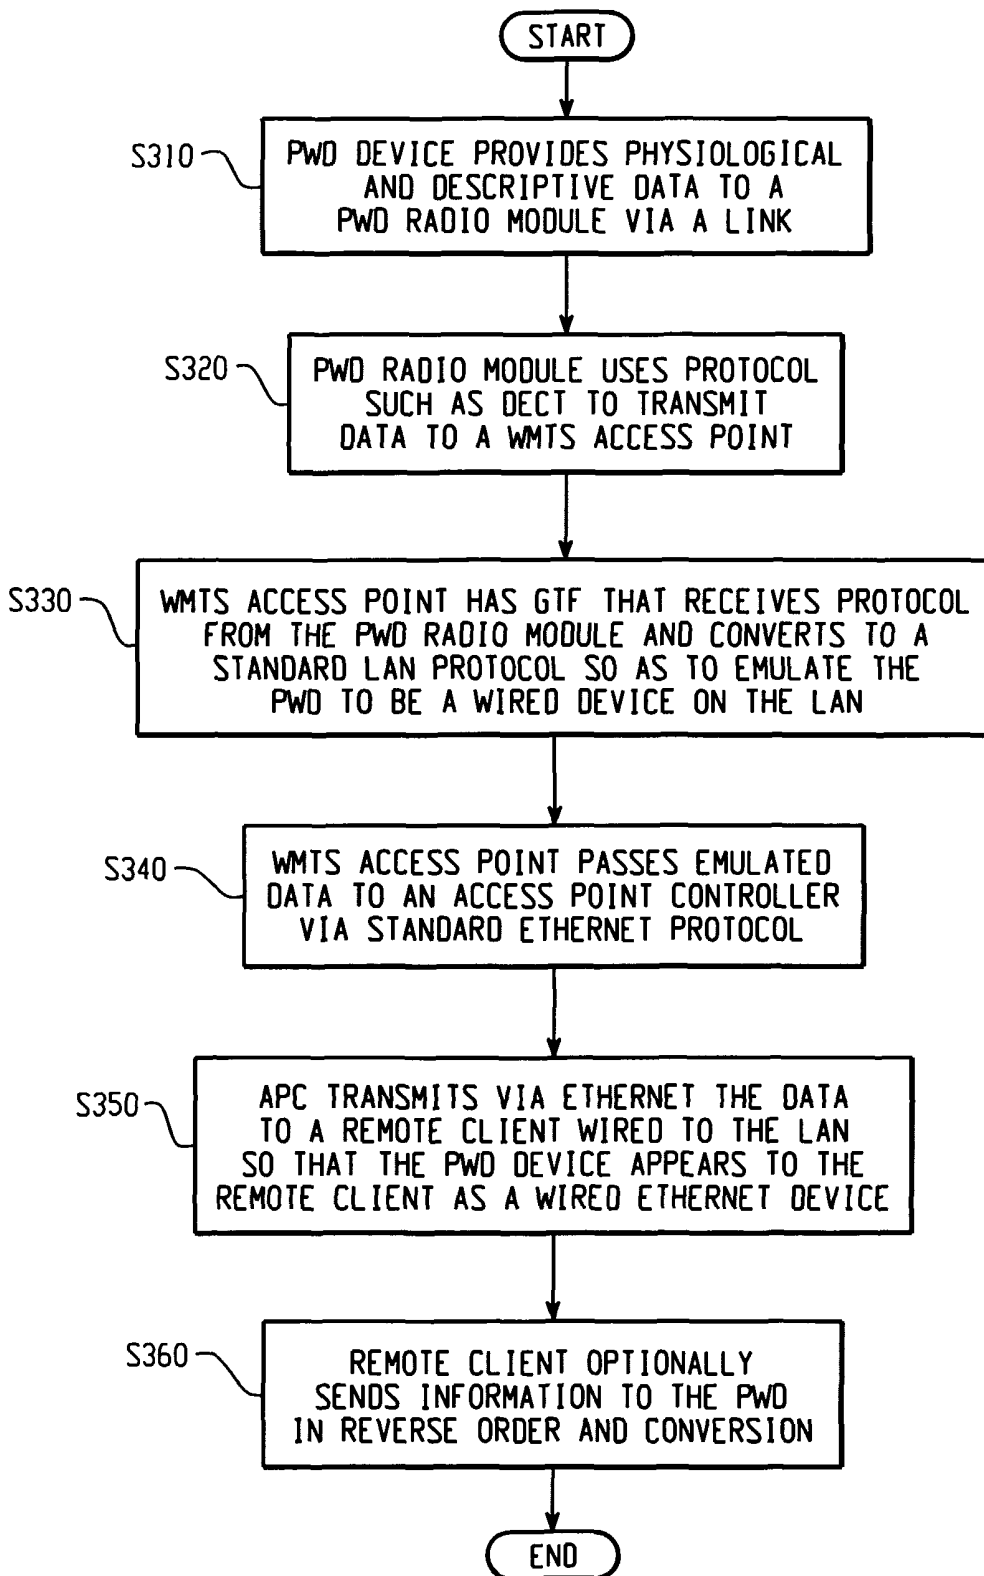 START
S310
PWD DEVICE PROVIDES PHYSIOLOGICAL
AND DESCRIPTIVE DATA TO A
PWD RADIO MODULE VIA A LINK
S320
PWD RADIO MODULE USES PROTOCOL
SUCH AS DECT TO TRANSMIT
DATA TO A WMTS ACCESS POINT
S330
WMTS ACCESS POINT HAS GTF THAT RECEIVES PROTOCOL
FROM THE PWD RADIO MODULE AND CONVERTS TO A
STANDARD LAN PROTOCOL SO AS TO EMULATE THE
PWD TO BE A WIRED DEVICE ON THE LAN
S340
WMTS ACCESS POINT PASSES EMULATED
DATA TO AN ACCESS POINT CONTROLLER
VIA STANDARD ETHERNET PROTOCOL
S350
APC TRANSMITS VIA ETHERNET THE DATA
TO A REMOTE CLIENT WIRED TO THE LAN
SO THAT THE PWD DEVICE APPEARS TO THE
REMOTE CLIENT AS A WIRED ETHERNET DEVICE
S360
REMOTE CLIENT OPTIONALLY
SENDS INFORMATION TO THE PWD
IN REVERSE ORDER AND CONVERSION
END